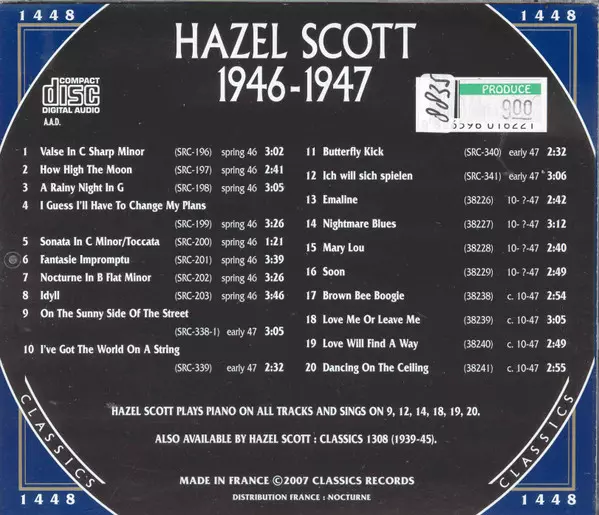 1448
1448
HAZEL SCOTT
1946-1947
COMPACT
disc
DIGITAL AUDIO
A.A.D.
8835
PRODUCE
900
1 Valse In C Sharp Minor (SRC-196) spring 46 3:02
2 How High The Moon (SRC-197) spring 46 2:41
3 A Rainy Night In G (SRC-198) spring 46 3:05
4 I Guess I'll Have To Change My Plans
(SRC-199) spring 46 3:26
5 Sonata In C Minor/Toccata (SRC-200) spring 46 1:21
6 Fantasie Impromptu (SRC-201) spring 46 3:39
7 Nocturne In B Flat Minor (SRC-202) spring 46 3:26
8 Idyll (SRC-203) spring 46 3:46
9 On The Sunny Side Of The Street
(SRC-338-1) early 47 3:05
10 I've Got The World On A String
(SRC-339) early 47 2:32
11 Butterfly Kick (SRC-340) early 47 2:32
12 Ich will sich spielen (SRC-341) early 47 3:06
13 Emaline (38226) 10-?-47 2:42
14 Nightmare Blues (38227) 10-?-47 3:12
15 Mary Lou (38228) 10-?-47 2:40
16 Soon (38229) 10-?-47 2:49
17 Brown Bee Boogie (38238) c. 10-47 2:54
18 Love Me Or Leave Me (38239) c. 10-47 3:05
19 Love Will Find A Way (38240) c. 10-47 2:49
20 Dancing On The Ceiling (38241) c. 10-47 2:55
HAZEL SCOTT PLAYS PIANO ON ALL TRACKS AND SINGS ON 9, 12, 14, 18, 19, 20.
ALSO AVAILABLE BY HAZEL SCOTT : CLASSICS 1308 (1939-45).
CLASSICS
CLASSICS
MADE IN FRANCE ©2007 CLASSICS RECORDS
DISTRIBUTION FRANCE : NOCTURNE
1448
1448